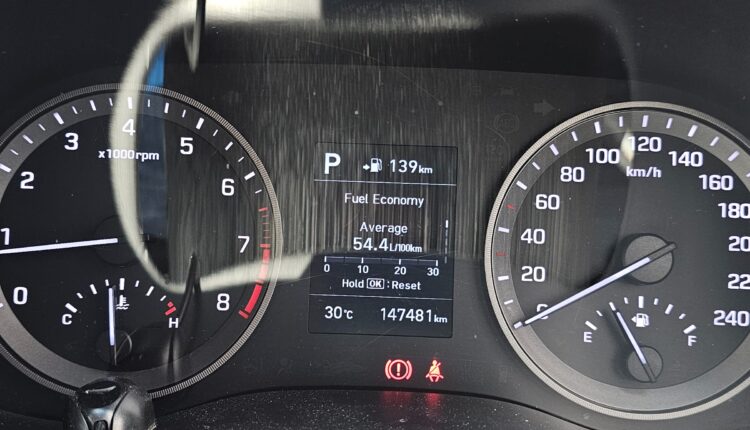 0
1
2
3
4
5
6
7
8
x1000rpm
C
H
P
139km
Fuel Economy
Average
54.4L/100km
0 10 20 30
Hold OK : Reset
30°C 147481km
20
40
60
80
100
120
140
160
180
240
km/h
E
F